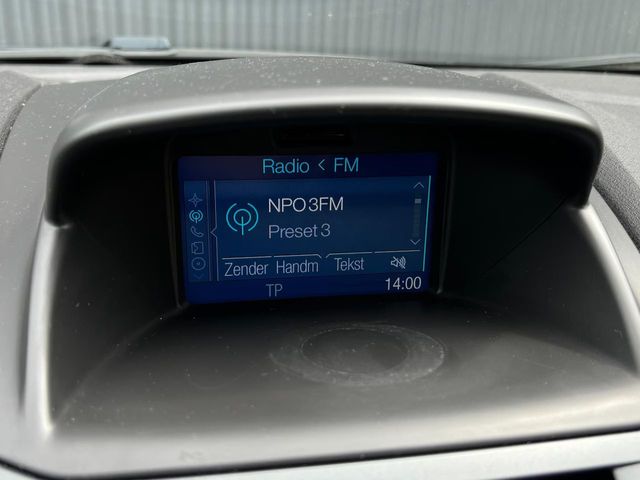 Radio < FM
NPO 3FM
Preset 3
Zender Handm Tekst
TP 14:00